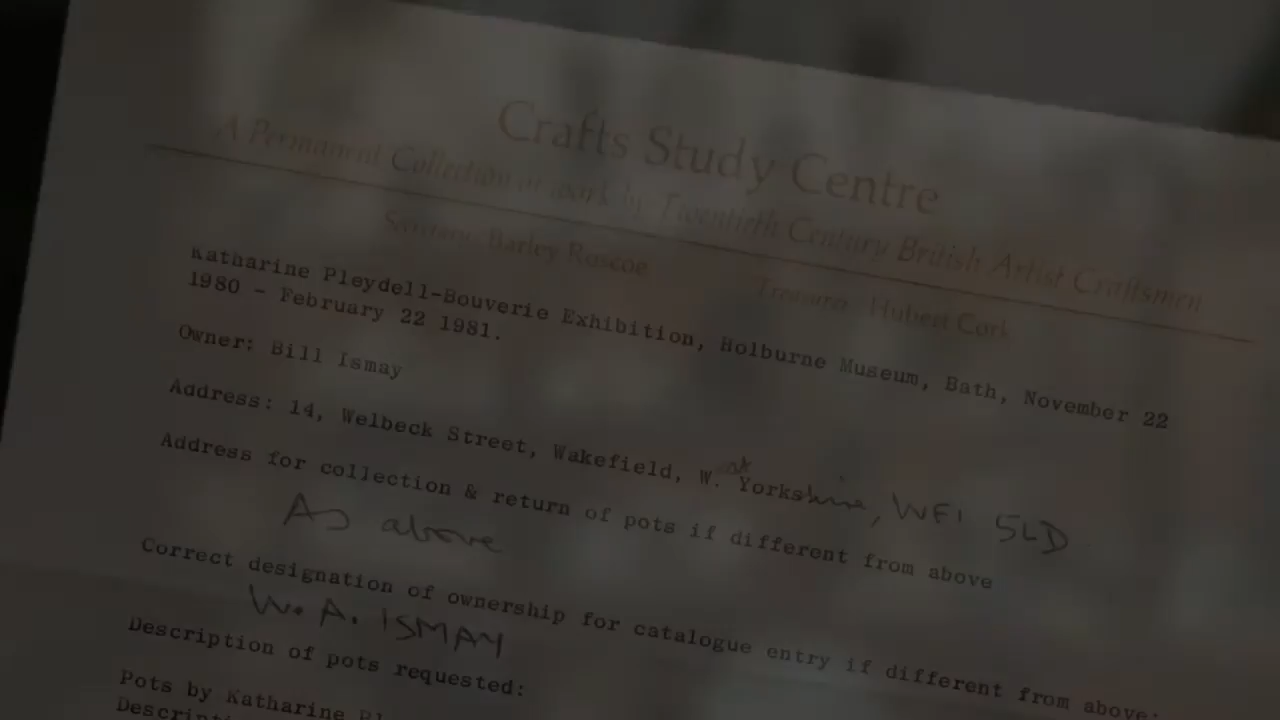 Crafts Study Centre
A Permanent Collection of work by Twentieth Century British Artist Craftsmen
Secretary Barley Roscoe Treasurer Hubert Cork
Katharine Pleydell-Bouverie Exhibition, Holburne Museum, Bath, November 22
1980 - February 22 1981.
Owner: Bill Ismay
Address: 14, Welbeck Street, Wakefield, W. Yorkshire, WF1 5LD
Address for collection & return of pots if different from above
As above
Correct designation of ownership for catalogue entry if different from above:
W. A. ISMAY
Description of pots requested:
Pots by Katharine